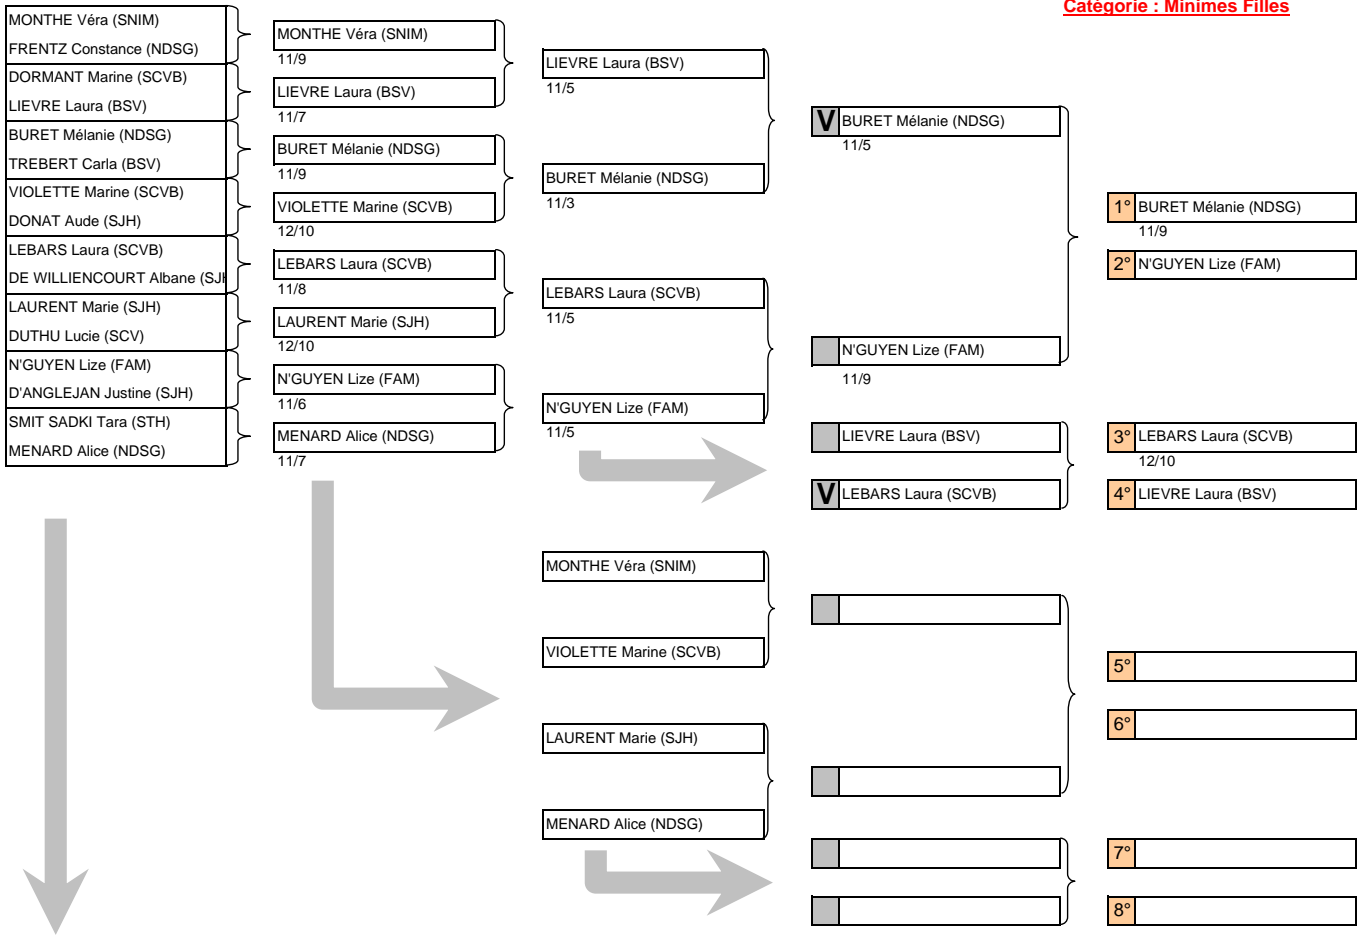 Catégorie : Minimes Filles
MONTHE Véra (SNIM)
FRENTZ Constance (NDSG)
DORMANT Marine (SCVB)
LIEVRE Laura (BSV)
BURET Mélanie (NDSG)
TREBERT Carla (BSV)
VIOLETTE Marine (SCVB)
DONAT Aude (SJH)
LEBARS Laura (SCVB)
DE WILLIENCOURT Albane (SJH
LAURENT Marie (SJH)
DUTHU Lucie (SCV)
N'GUYEN Lize (FAM)
D'ANGLEJAN Justine (SJH)
SMIT SADKI Tara (STH)
MENARD Alice (NDSG)
MONTHE Véra (SNIM)
11/9
LIEVRE Laura (BSV)
11/7
BURET Mélanie (NDSG)
11/9
VIOLETTE Marine (SCVB)
12/10
LEBARS Laura (SCVB)
11/8
LAURENT Marie (SJH)
12/10
N'GUYEN Lize (FAM)
11/6
MENARD Alice (NDSG)
11/7
LIEVRE Laura (BSV)
11/5
BURET Mélanie (NDSG)
11/3
LEBARS Laura (SCVB)
11/5
N'GUYEN Lize (FAM)
11/5
MONTHE Véra (SNIM)
VIOLETTE Marine (SCVB)
LAURENT Marie (SJH)
MENARD Alice (NDSG)
V BURET Mélanie (NDSG)
11/5
N'GUYEN Lize (FAM)
11/9
LIEVRE Laura (BSV)
V LEBARS Laura (SCVB)
1° BURET Mélanie (NDSG)
11/9
2° N'GUYEN Lize (FAM)
3° LEBARS Laura (SCVB)
12/10
4° LIEVRE Laura (BSV)
5°
6°
7°
8°